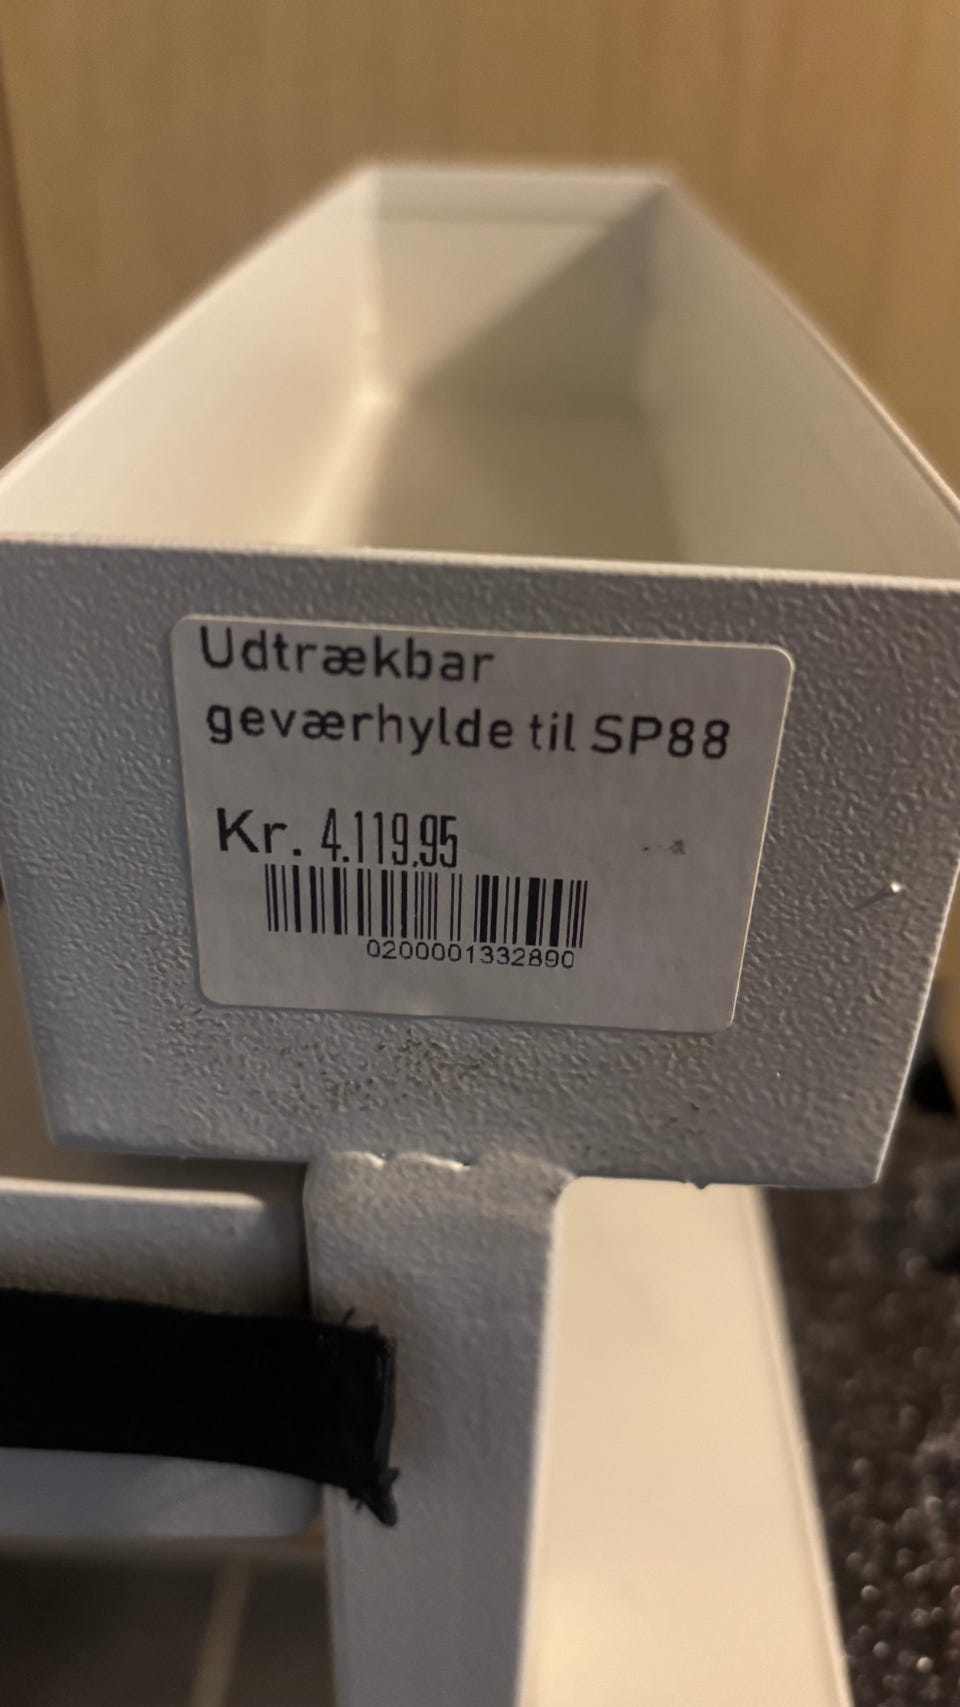 Udtrækbar
geværhylde til SP88
Kr. 4.119,95
0200001332890